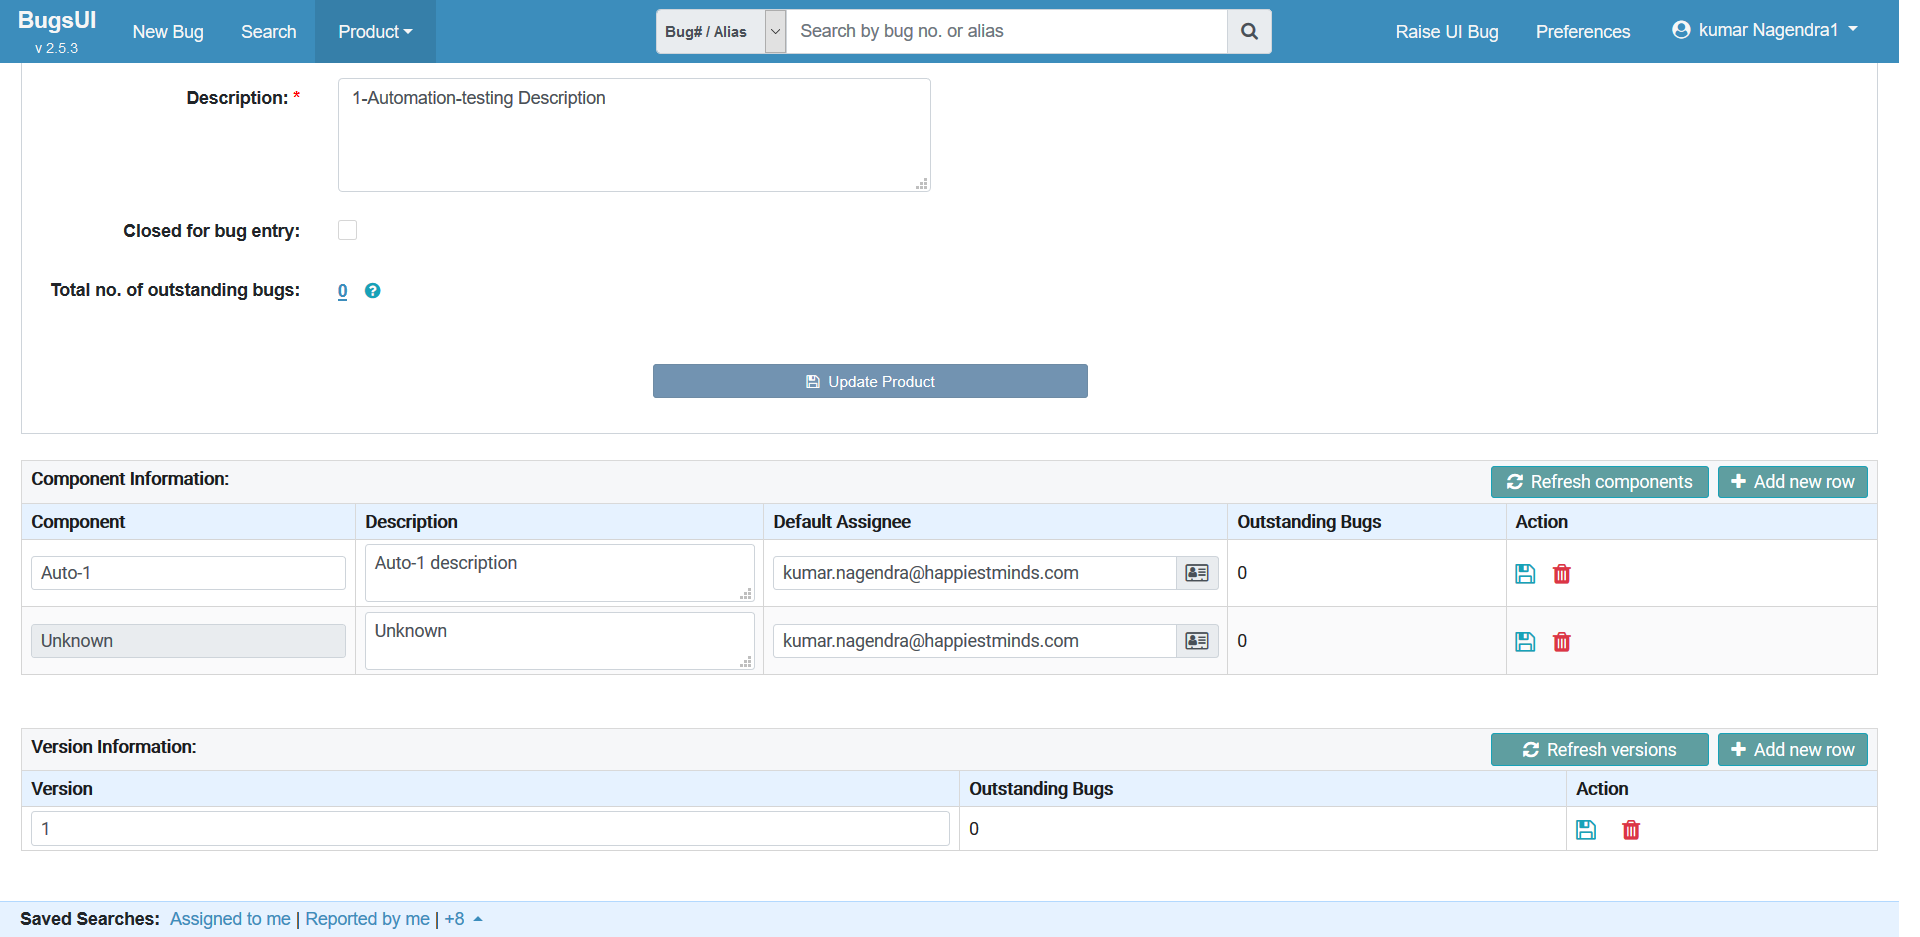 BugsUI
v 2.5.3
New Bug
Search
Product
Bug# / Alias
Search by bug no. or alias
Raise UI Bug
Preferences
kumar Nagendra1
Description: *
1-Automation-testing Description
Closed for bug entry:
Total no. of outstanding bugs:
0
Update Product
Component Information:
Refresh components
Add new row
Component
Description
Default Assignee
Outstanding Bugs
Action
Auto-1
Auto-1 description
kumar.nagendra@happiestminds.com
0
Unknown
Unknown
kumar.nagendra@happiestminds.com
0
Version Information:
Refresh versions
Add new row
Version
Outstanding Bugs
Action
1
0
Saved Searches: Assigned to me | Reported by me | +8